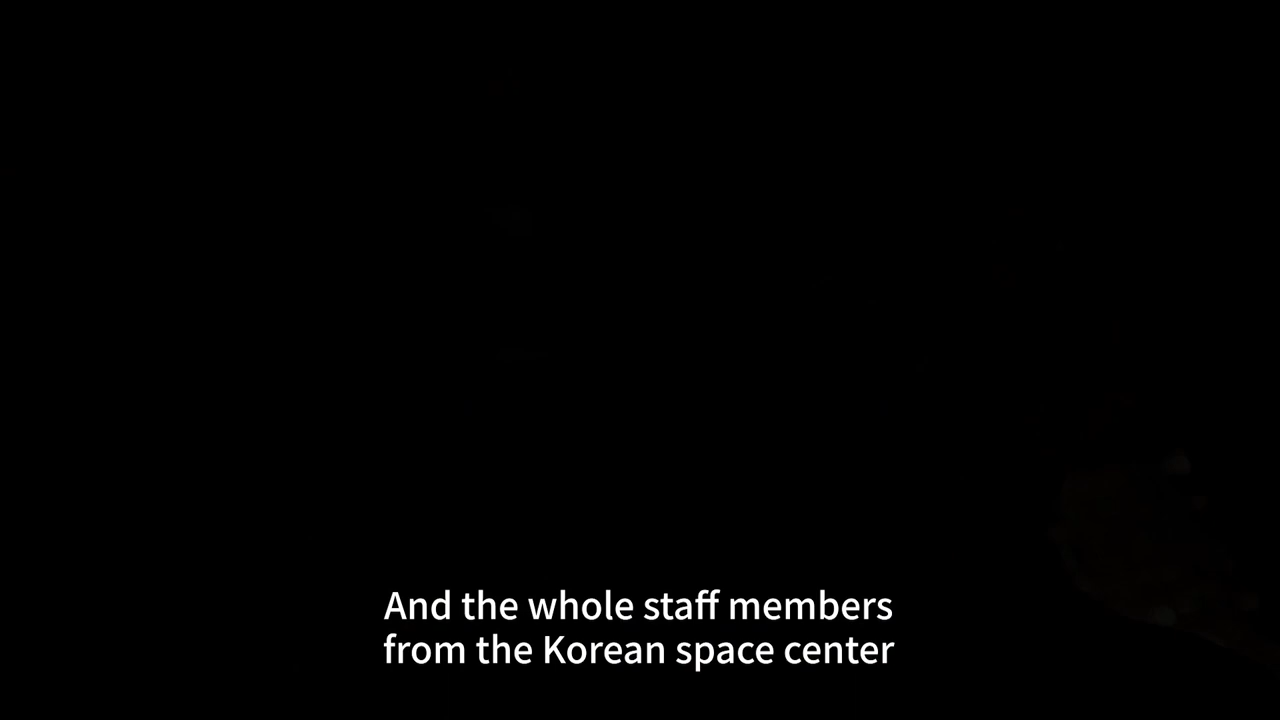 And the whole staff members
from the Korean space center